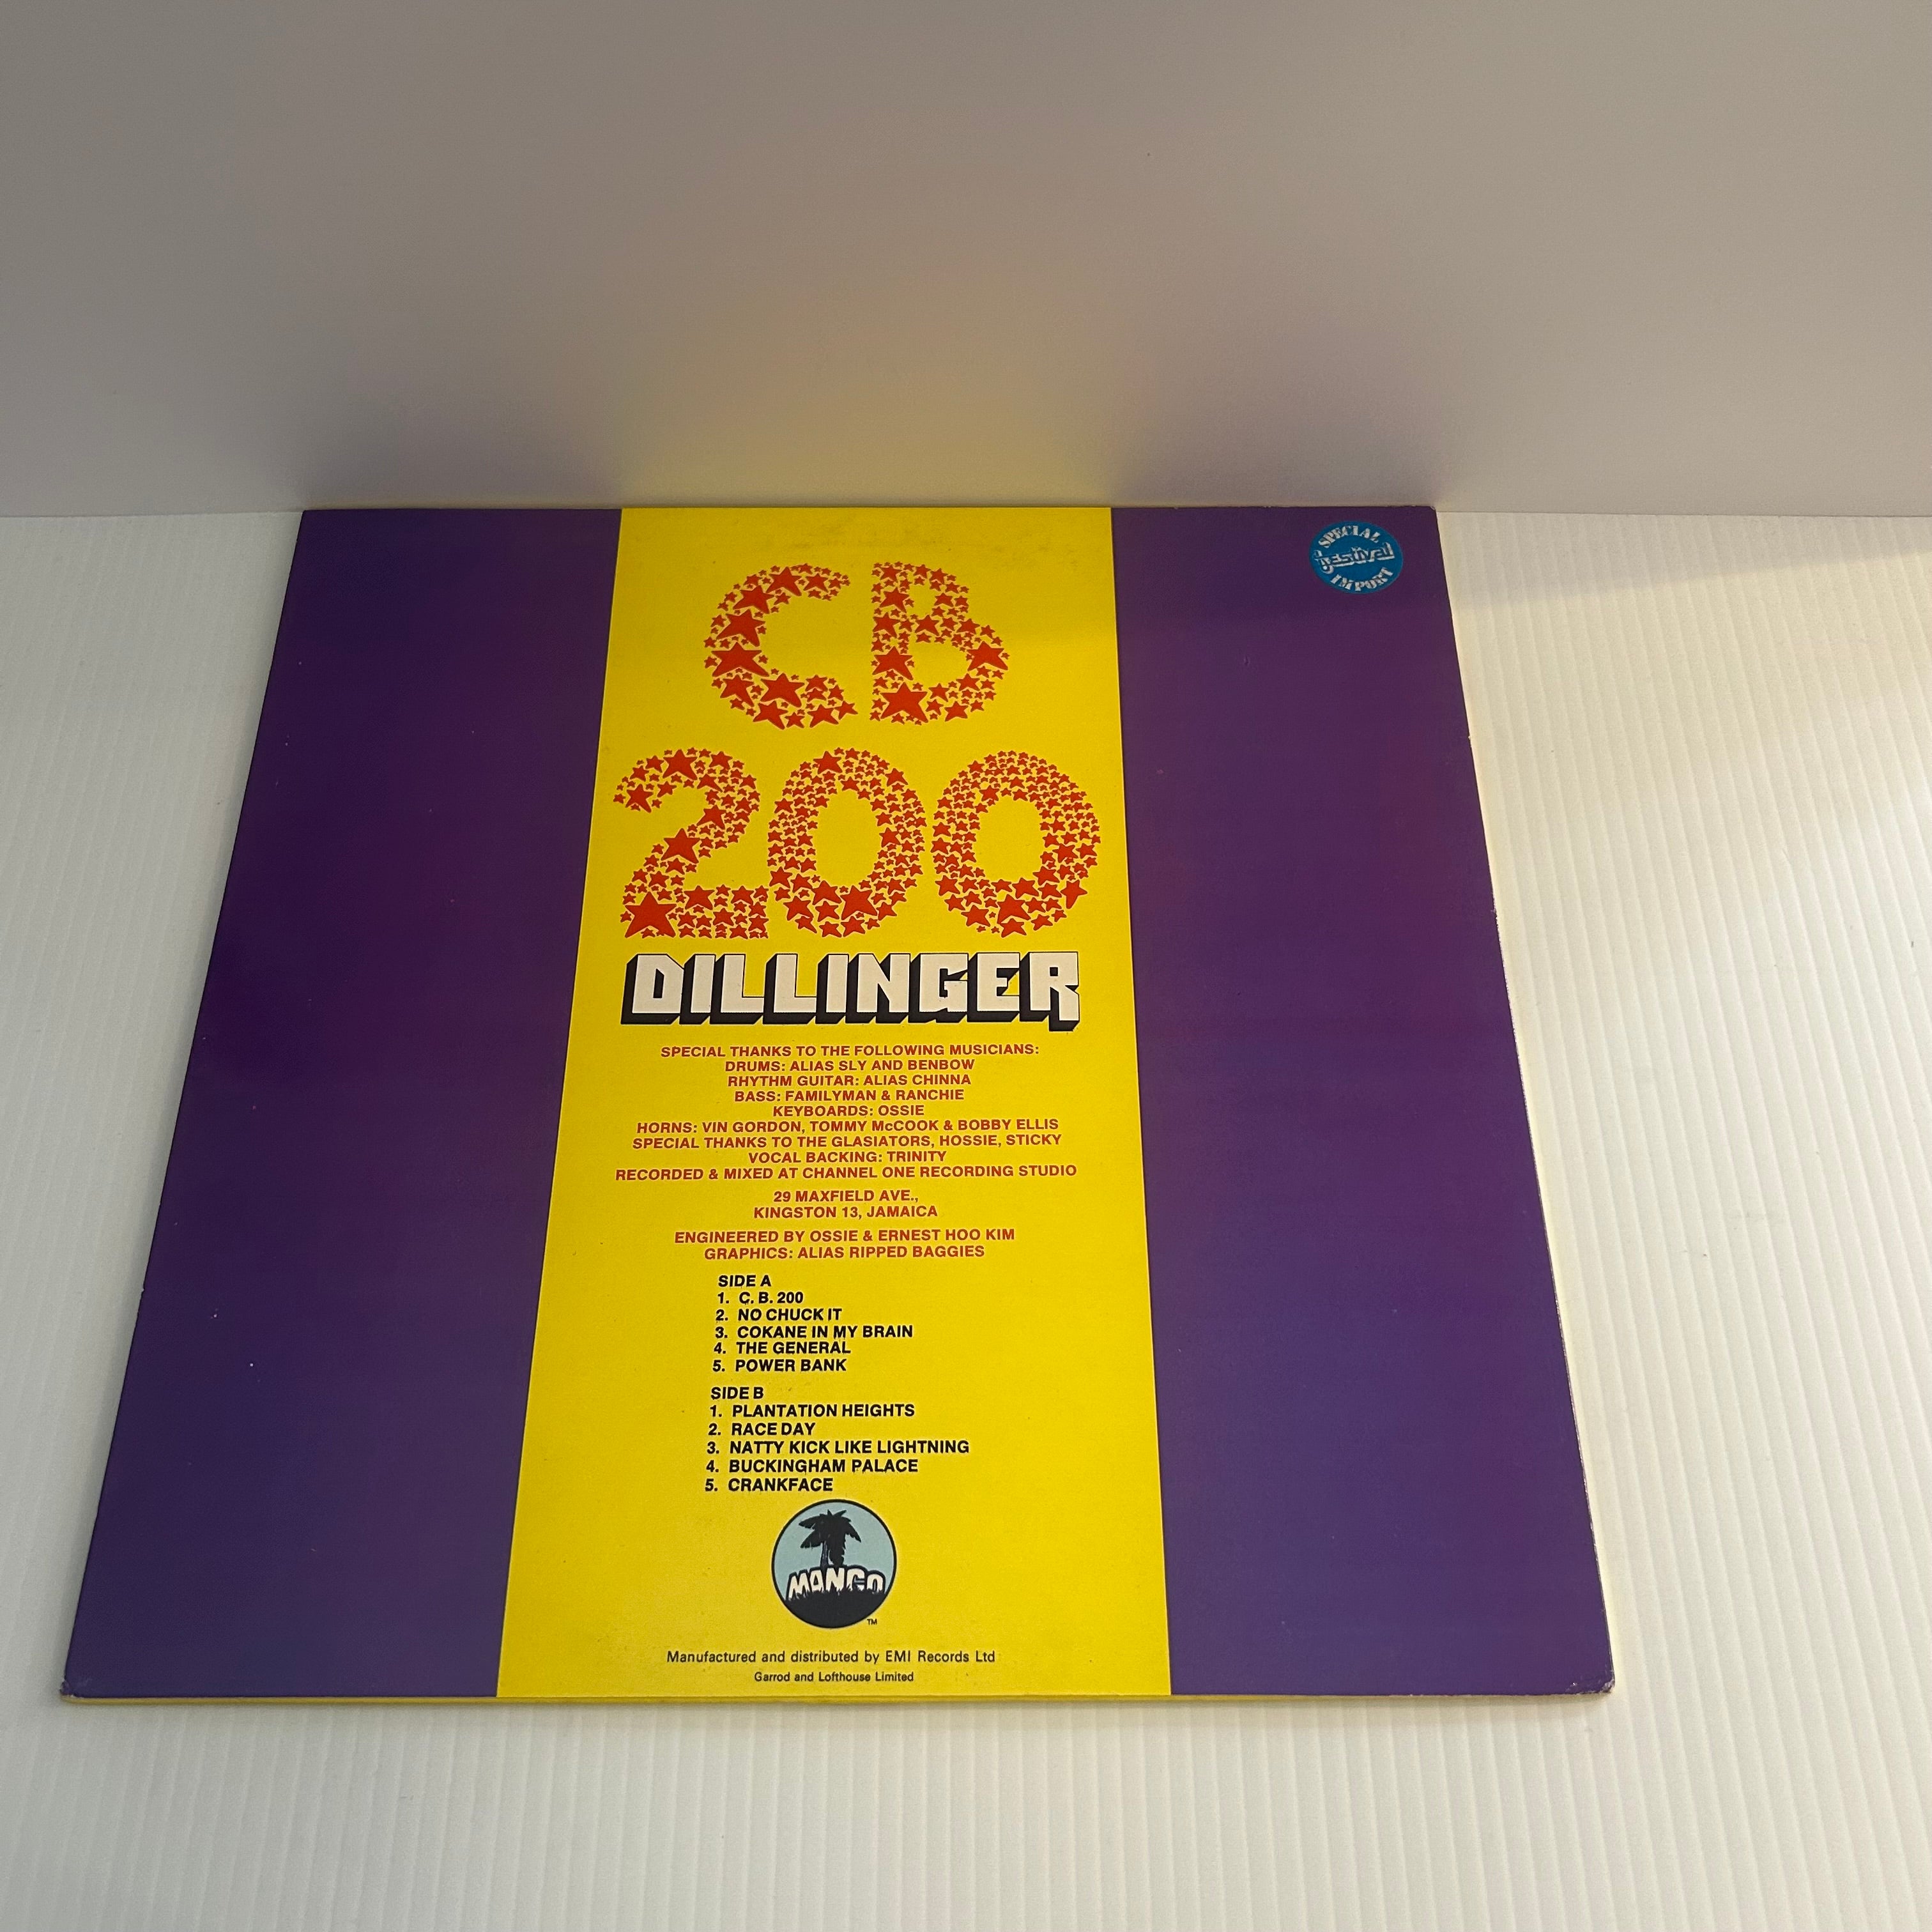 SPECIAL
FESTIVAL
IMPORT
CB
200
DILLINGER
SPECIAL THANKS TO THE FOLLOWING MUSICIANS:
DRUMS: ALIAS SLY AND BENBOW
RHYTHM GUITAR: ALIAS CHINNA
BASS: FAMILYMAN & RANCHIE
KEYBOARDS: OSSIE
HORNS: VIN GORDON, TOMMY McCOOK & BOBBY ELLIS
SPECIAL THANKS TO THE GLASIATORS, HOSSIE, STICKY
VOCAL BACKING: TRINITY
RECORDED & MIXED AT CHANNEL ONE RECORDING STUDIO
29 MAXFIELD AVE.,
KINGSTON 13, JAMAICA
ENGINEERED BY OSSIE & ERNEST HOO KIM
GRAPHICS: ALIAS RIPPED BAGGIES
SIDE A
1. C. B. 200
2. NO CHUCK IT
3. COKANE IN MY BRAIN
4. THE GENERAL
5. POWER BANK
SIDE B
1. PLANTATION HEIGHTS
2. RACE DAY
3. NATTY KICK LIKE LIGHTNING
4. BUCKINGHAM PALACE
5. CRANKFACE
MANGO
TM
Manufactured and distributed by EMI Records Ltd
Garrod and Lofthouse Limited